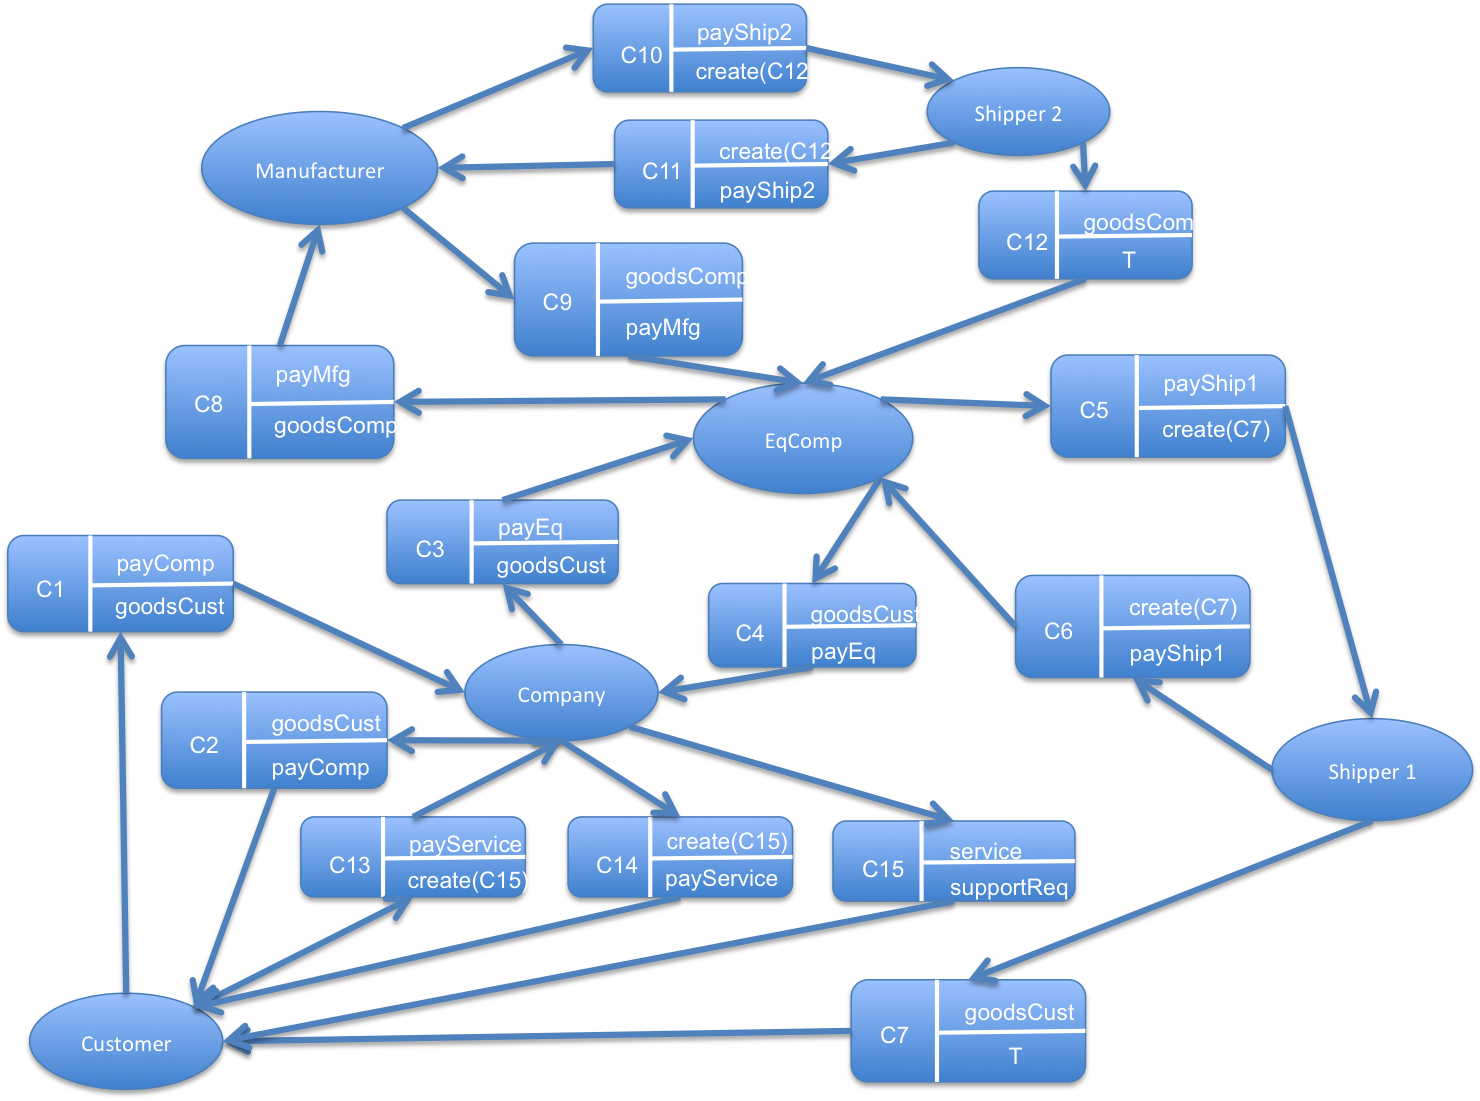 payShip2
C10
create(C12
Shipper 2
Manufacturer
create(C12
C11
payShip2
goodsCom
C12
T
goodsComp
C9
payMfg
payMfg
C8
goodsComp
payShip1
C5
create(C7)
EqComp
payEq
C3
goodsCust
payComp
C1
goodsCust
goodsCust
C4
payEq
create(C7)
C6
payShip1
Company
goodsCust
C2
payComp
Shipper 1
payService
C13
create(C15)
create(C15)
C14
payService
service
C15
supportReq
goodsCust
C7
T
Customer